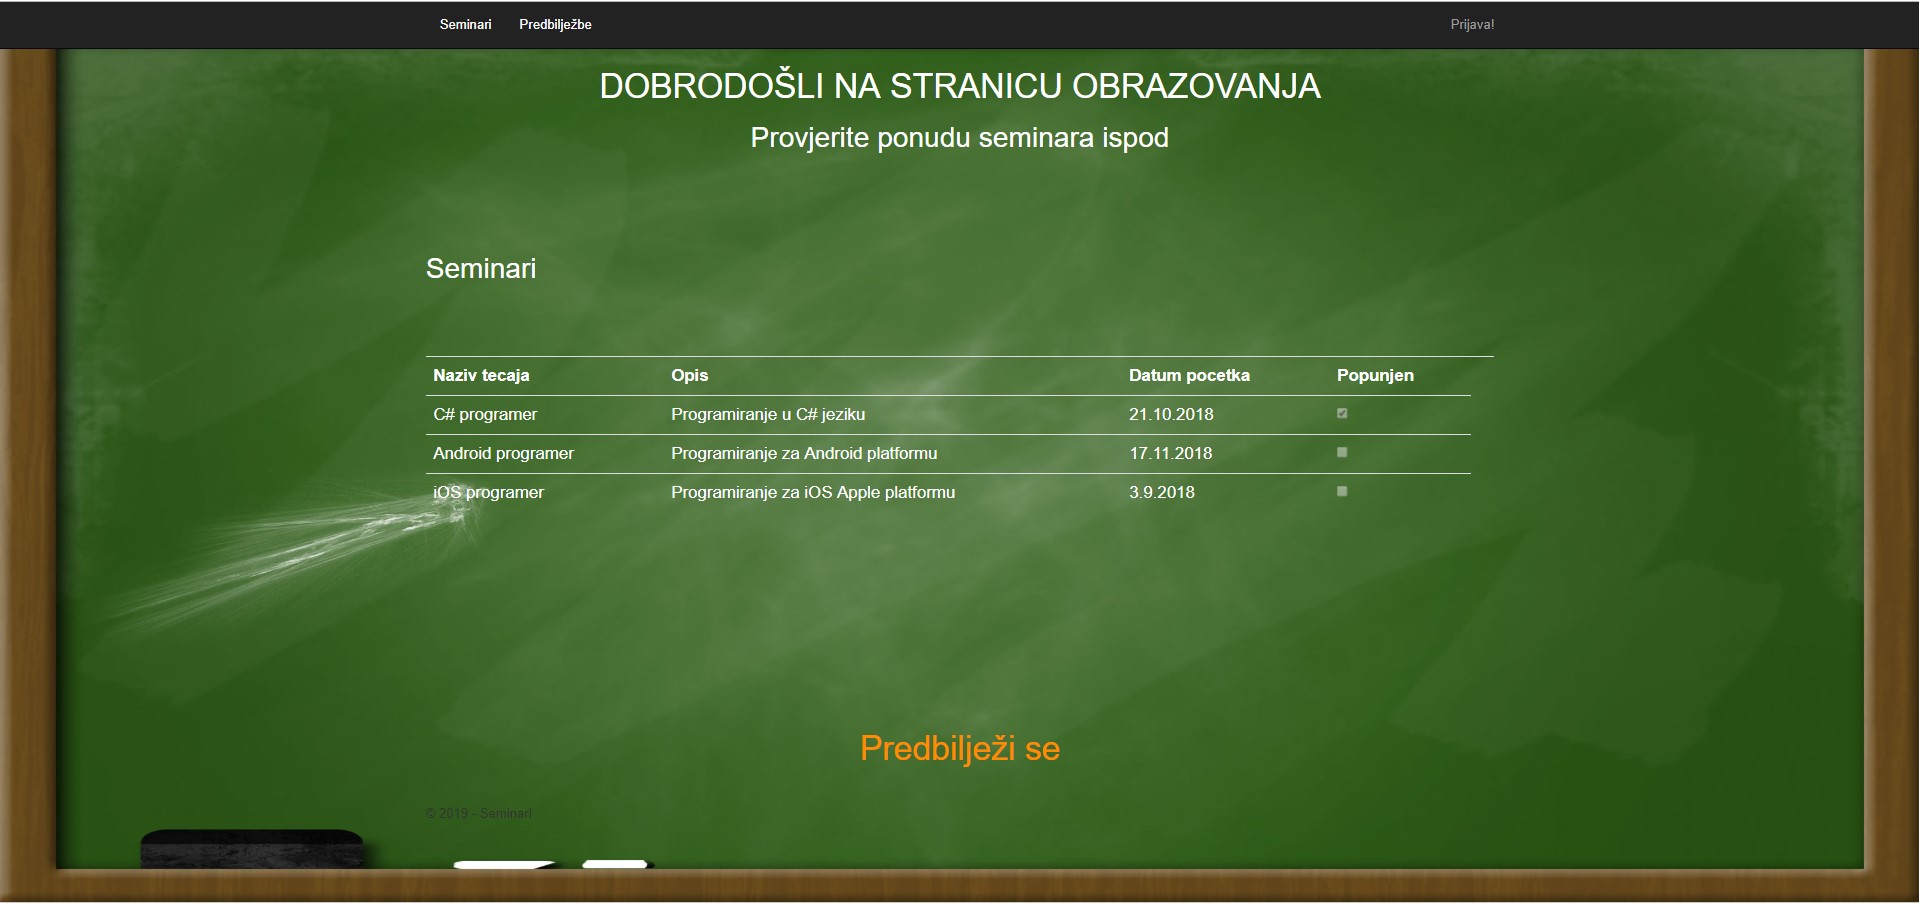 Seminari Predbilježbe Prijava!
DOBRODOŠLI NA STRANICU OBRAZOVANJA
Provjerite ponudu seminara ispod
Seminari
Naziv tecaja Opis Datum pocetka Popunjen
C# programer Programiranje u C# jeziku 21.10.2018
Android programer Programiranje za Android platformu 17.11.2018
iOS programer Programiranje za iOS Apple platformu 3.9.2018
Predbilježi se
© 2019 - Seminari